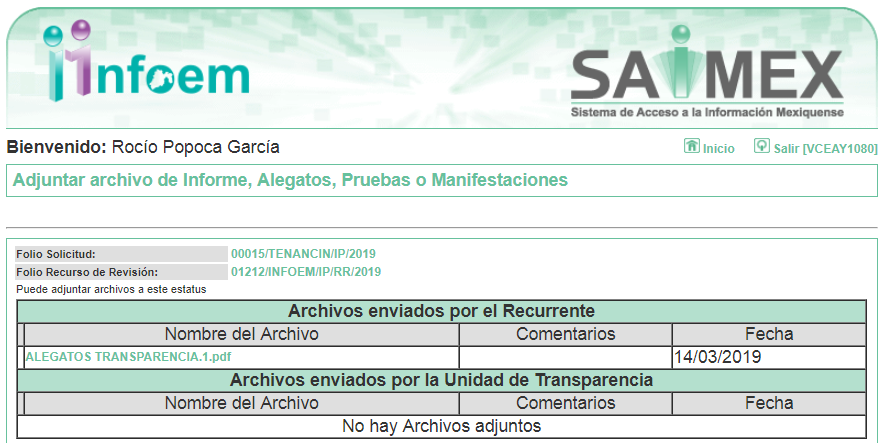 infoem
SAIMEX
Sistema de Acceso a la Información Mexiquense
Bienvenido: Rocío Popoca García
Inicio Salir [VCEAY1080]
Adjuntar archivo de Informe, Alegatos, Pruebas o Manifestaciones
Folio Solicitud: 00015/TENANCIN/IP/2019
Folio Recurso de Revisión: 01212/INFOEM/IP/RR/2019
Puede adjuntar archivos a este estatus
Archivos enviados por el Recurrente
Nombre del Archivo Comentarios Fecha
ALEGATOS TRANSPARENCIA.1.pdf 14/03/2019
Archivos enviados por la Unidad de Transparencia
Nombre del Archivo Comentarios Fecha
No hay Archivos adjuntos